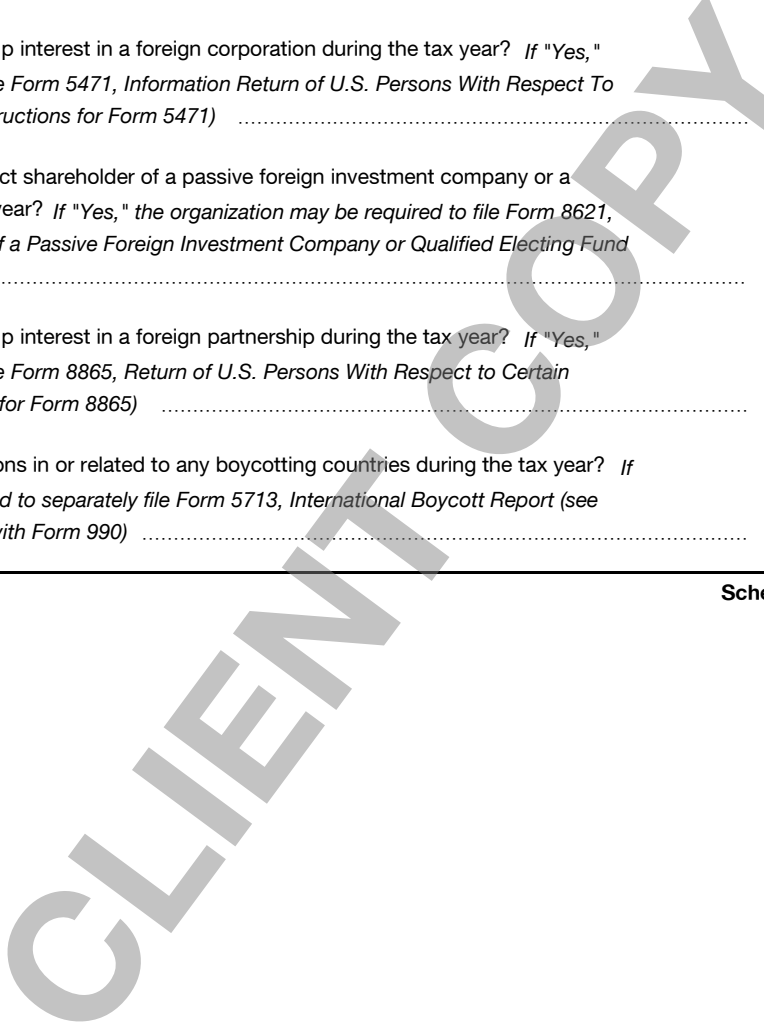 p interest in a foreign corporation during the tax year? If "Yes,"
e Form 5471, Information Return of U.S. Persons With Respect To
ructions for Form 5471) ................................................................................
ct shareholder of a passive foreign investment company or a
year? If "Yes," the organization may be required to file Form 8621,
f a Passive Foreign Investment Company or Qualified Electing Fund
................................................................................
p interest in a foreign partnership during the tax year? If "Yes,"
e Form 8865, Return of U.S. Persons With Respect to Certain
for Form 8865) ................................................................................
ons in or related to any boycotting countries during the tax year? If
d to separately file Form 5713, International Boycott Report (see
with Form 990) ................................................................................
Sche
CLIENT COPY